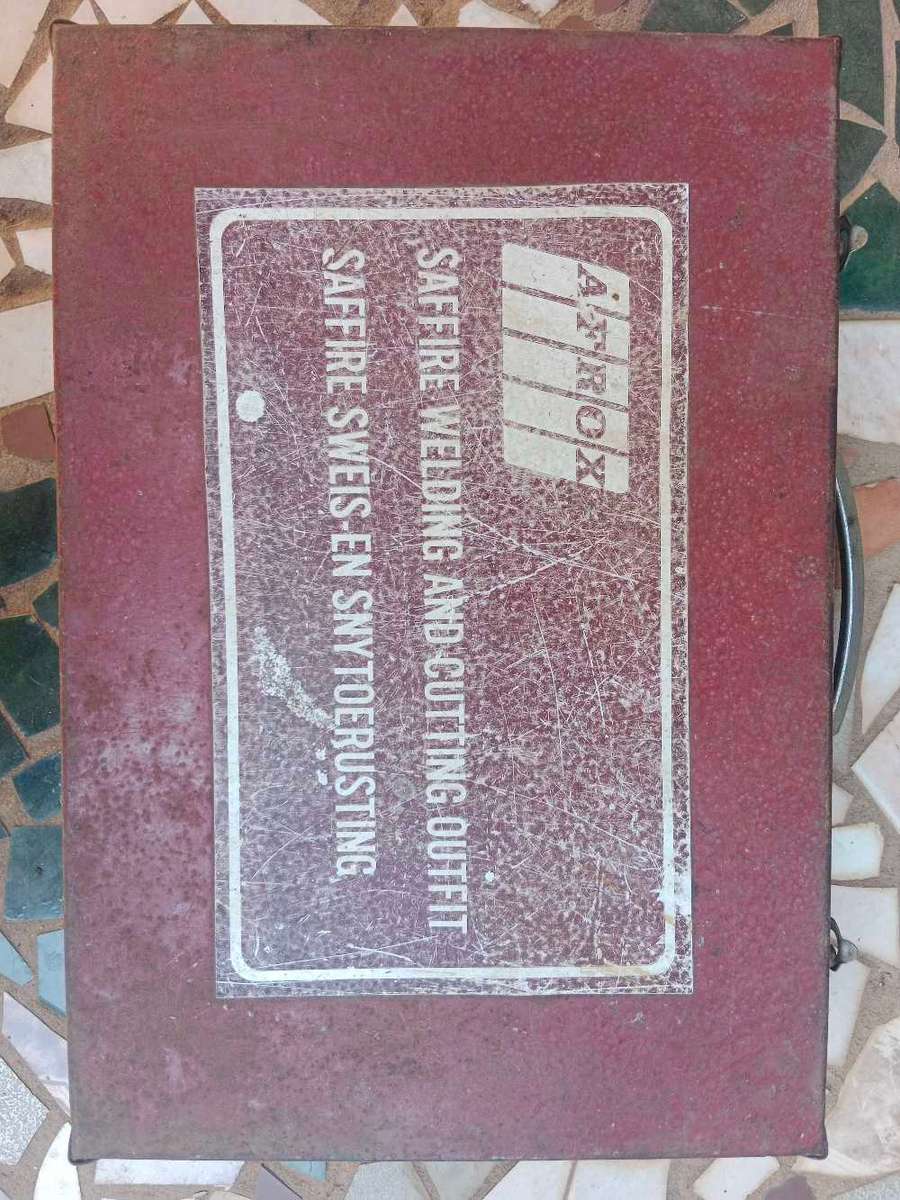 AFROX
SAFFIRE WELDING AND CUTTING OUTFIT
SAFFIRE SWEIS-EN SNYTOERUSTING